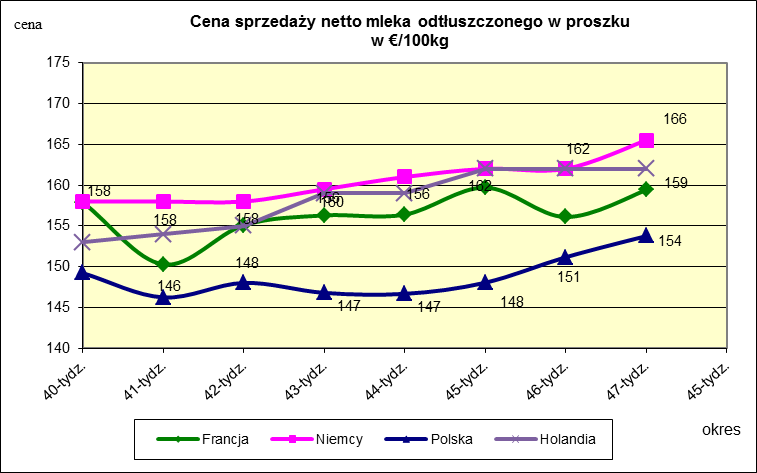 cena
Cena sprzedaży netto mleka odtłuszczonego w proszku
w €/100kg
175
170
165
160
155
150
145
140
166
158
162
162
159
156
160
158
158
154
148
146
151
147
147
148
40-tydz.
41-tydz.
42-tydz.
43-tydz.
44-tydz.
45-tydz.
46-tydz.
47-tydz.
45-tydz.
okres
Francja Niemcy Polska Holandia